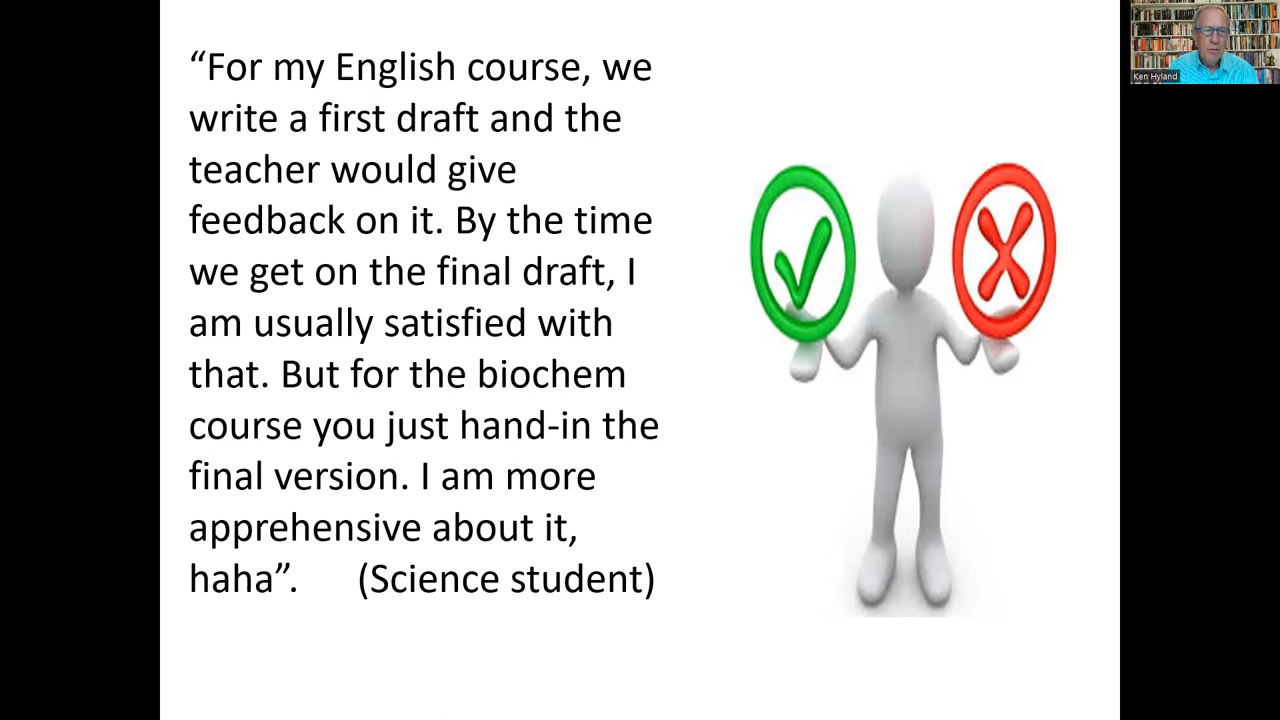 “For my English course, we
write a first draft and the
teacher would give
feedback on it. By the time
we get on the final draft, I
am usually satisfied with
that. But for the biochem
course you just hand-in the
final version. I am more
apprehensive about it,
haha”. (Science student)
Ken Hyland